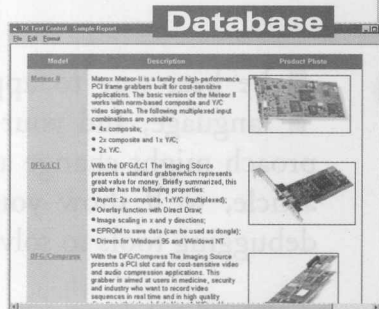 Database
TX Text Control - Sample Report
File Edit Format
Model Description Product Photo
Meteor-II
Matrox Meteor-II is a family of high-performance
PCI frame grabbers built for cost-sensitive
applications. The basic version of the Meteor II
works with norm-based composite and Y/C
video signals. The following multiplexed input
combinations are possible:
• 4x composite;
• 2x composite and 1x Y/C;
• 2x Y/C.
DFG/LC1
With the DFG/LC1 The Imaging Source
presents a standard grabber which represents
great value for money. Briefly summarized, this
grabber has the following properties:
• Inputs: 2x composite, 1xY/C (multiplexed);
• Overlay function with Direct Draw;
• Image scaling in x and y directions;
• EPROM to save data (can be used as dongle);
• Drivers for Windows 95 and Windows NT
DFG/Compress
With the DFG/Compress The Imaging Source
presents a PCI slot card for cost-sensitive video
and audio compression applications. This
grabber is aimed at users in medicine, security
and industry who want to record video
sequences in real time and in high quality